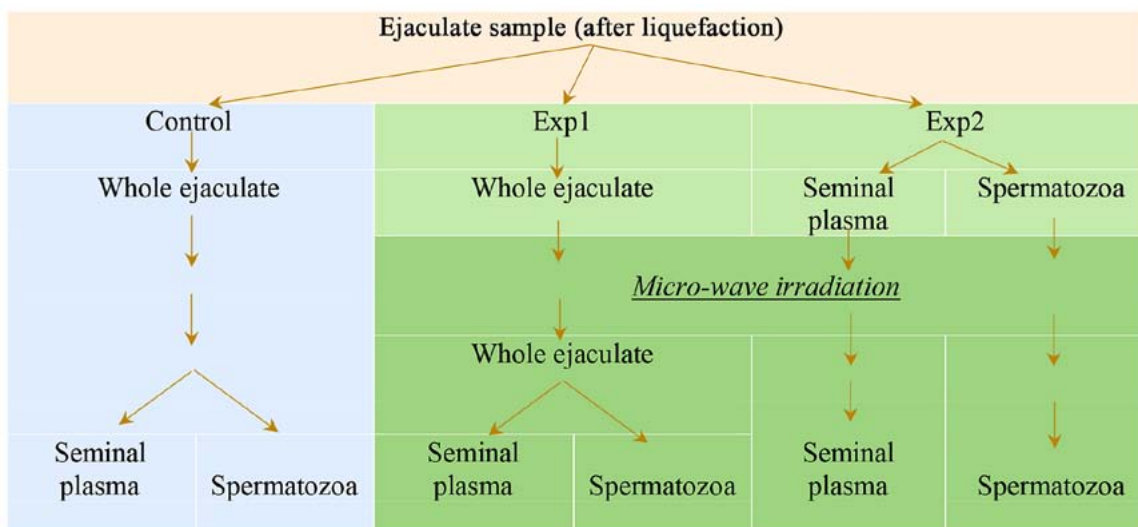 Ejaculate sample (after liquefaction)
Control
Exp1
Exp2
Whole ejaculate
Whole ejaculate
Seminal
plasma
Spermatozoa
Micro-wave irradiation
Whole ejaculate
Seminal
plasma
Spermatozoa
Seminal
plasma
Spermatozoa
Seminal
plasma
Spermatozoa